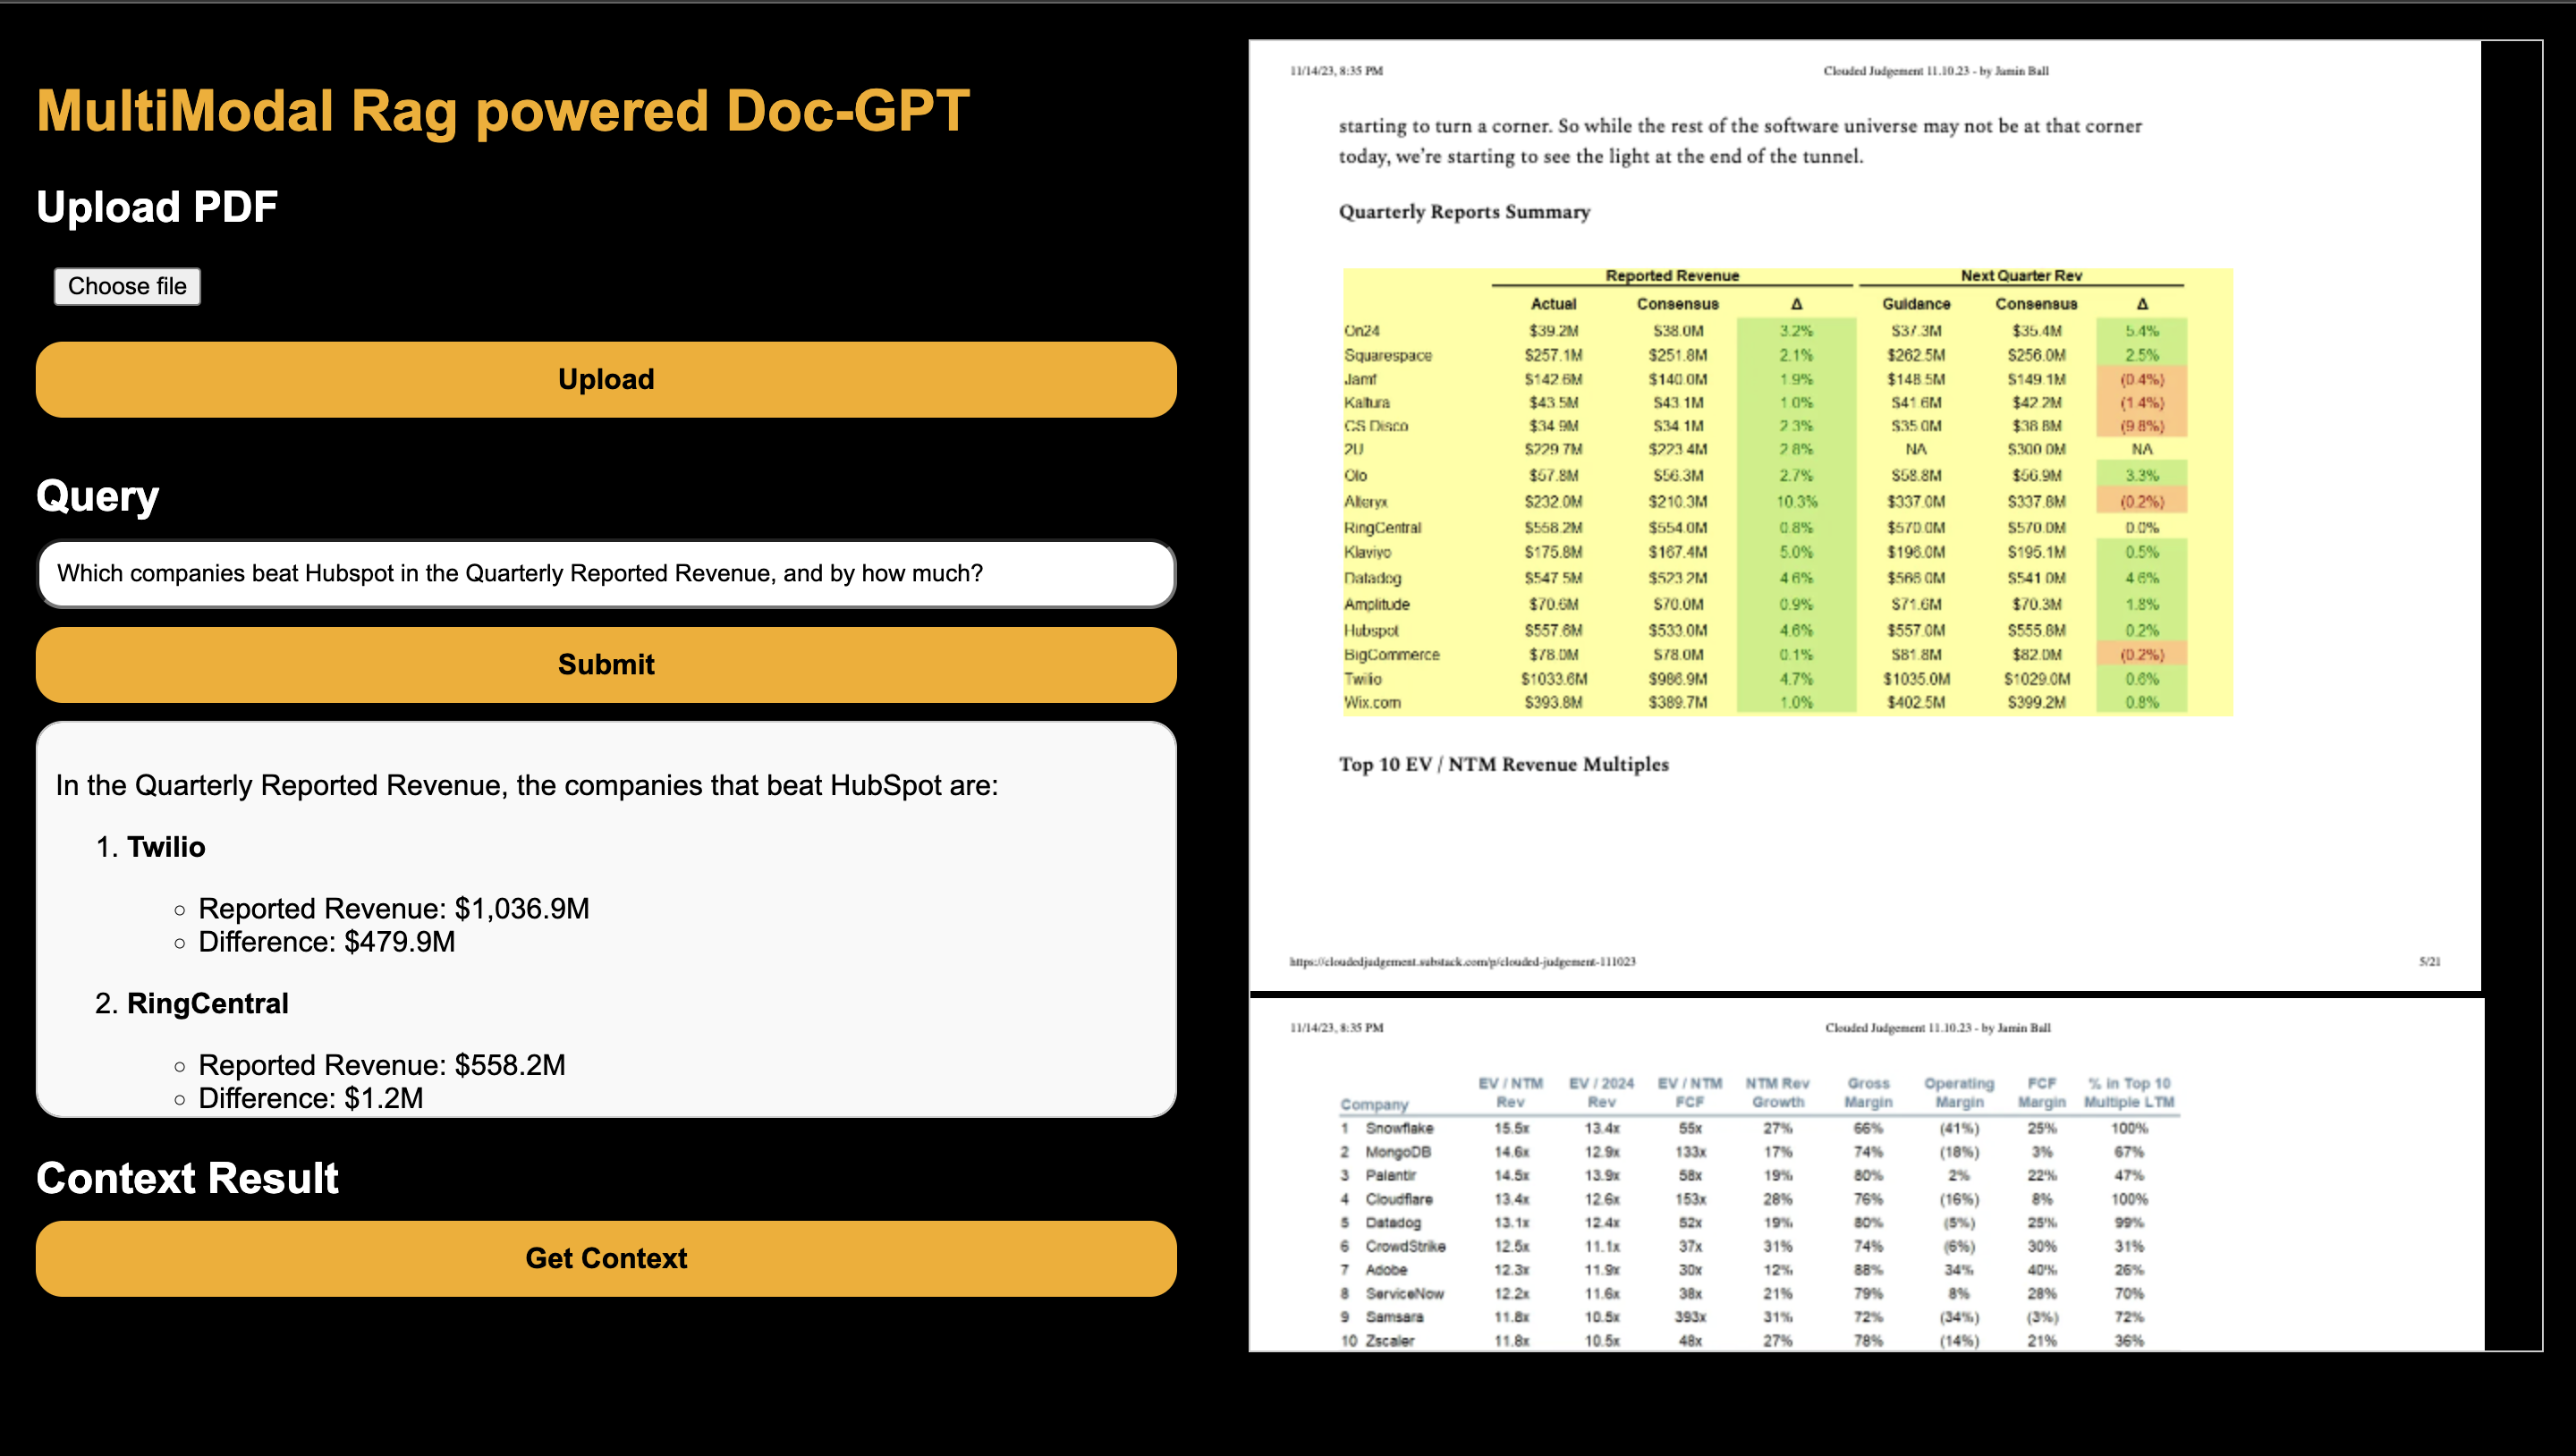 MultiModal Rag powered Doc-GPT
Upload PDF
Choose file
Upload
Query
Which companies beat Hubspot in the Quarterly Reported Revenue, and by how much?
Submit
In the Quarterly Reported Revenue, the companies that beat HubSpot are:
1. Twilio
○ Reported Revenue: $1,036.9M
○ Difference: $479.9M
2. RingCentral
○ Reported Revenue: $558.2M
○ Difference: $1.2M
Context Result
Get Context
11/14/23, 8:35 PM Clouded Judgement 11.10.23 - by Jamin Ball
starting to turn a corner. So while the rest of the software universe may not be at that corner
today, we're starting to see the light at the end of the tunnel.
Quarterly Reports Summary
Reported Revenue Next Quarter Rev
Actual Consensus Δ Guidance Consensus Δ
On24 $39.2M $38.0M 3.2% $37.3M $35.4M 5.4%
Squarespace $257.1M $251.8M 2.1% $262.5M $256.0M 2.5%
Jamf $142.6M $140.0M 1.9% $148.5M $149.1M (0.4%)
Kaltura $43.5M $43.1M 1.0% $41.6M $42.2M (1.4%)
CS Disco $34.9M $34.1M 2.3% $35.0M $38.8M (9.8%)
2U $229.7M $223.4M 2.8% NA $300.0M NA
Olo $57.8M $56.3M 2.7% $58.8M $56.9M 3.3%
Alteryx $232.0M $210.3M 10.3% $337.0M $337.8M (0.2%)
RingCentral $558.2M $554.0M 0.8% $570.0M $570.0M 0.0%
Klaviyo $175.8M $167.4M 5.0% $196.0M $195.1M 0.5%
Datadog $547.5M $523.2M 4.6% $566.0M $541.0M 4.6%
Amplitude $70.6M $70.0M 0.9% $71.6M $70.3M 1.8%
Hubspot $557.6M $533.0M 4.6% $557.0M $555.8M 0.2%
BigCommerce $78.0M $78.0M 0.1% $81.8M $82.0M (0.2%)
Twilio $1033.6M $986.9M 4.7% $1035.0M $1029.0M 0.6%
Wix.com $393.8M $389.7M 1.0% $402.5M $399.2M 0.8%
Top 10 EV / NTM Revenue Multiples
https://cloudedjudgement.substack.com/p/clouded-judgement-111023 5/21
11/14/23, 8:35 PM Clouded Judgement 11.10.23 - by Jamin Ball
EV / NTM EV / 2024 EV / NTM NTM Rev Gross Operating FCF % in Top 10
Company Rev Rev FCF Growth Margin Margin Margin Multiple LTM
1 Snowflake 15.5x 13.4x 55x 27% 66% (41%) 25% 100%
2 MongoDB 14.6x 12.9x 133x 17% 74% (18%) 3% 67%
3 Palantir 14.5x 13.9x 58x 19% 80% 2% 22% 47%
4 Cloudflare 13.4x 12.6x 153x 28% 76% (16%) 8% 100%
5 Datadog 13.1x 12.4x 52x 19% 80% (5%) 25% 99%
6 CrowdStrike 12.5x 11.1x 37x 31% 74% (6%) 30% 31%
7 Adobe 12.3x 11.9x 30x 12% 88% 34% 40% 26%
8 ServiceNow 12.2x 11.6x 38x 21% 79% 8% 28% 70%
9 Samsara 11.8x 10.5x 393x 31% 72% (34%) (3%) 72%
10 Zscaler 11.8x 10.5x 48x 27% 78% (14%) 21% 36%